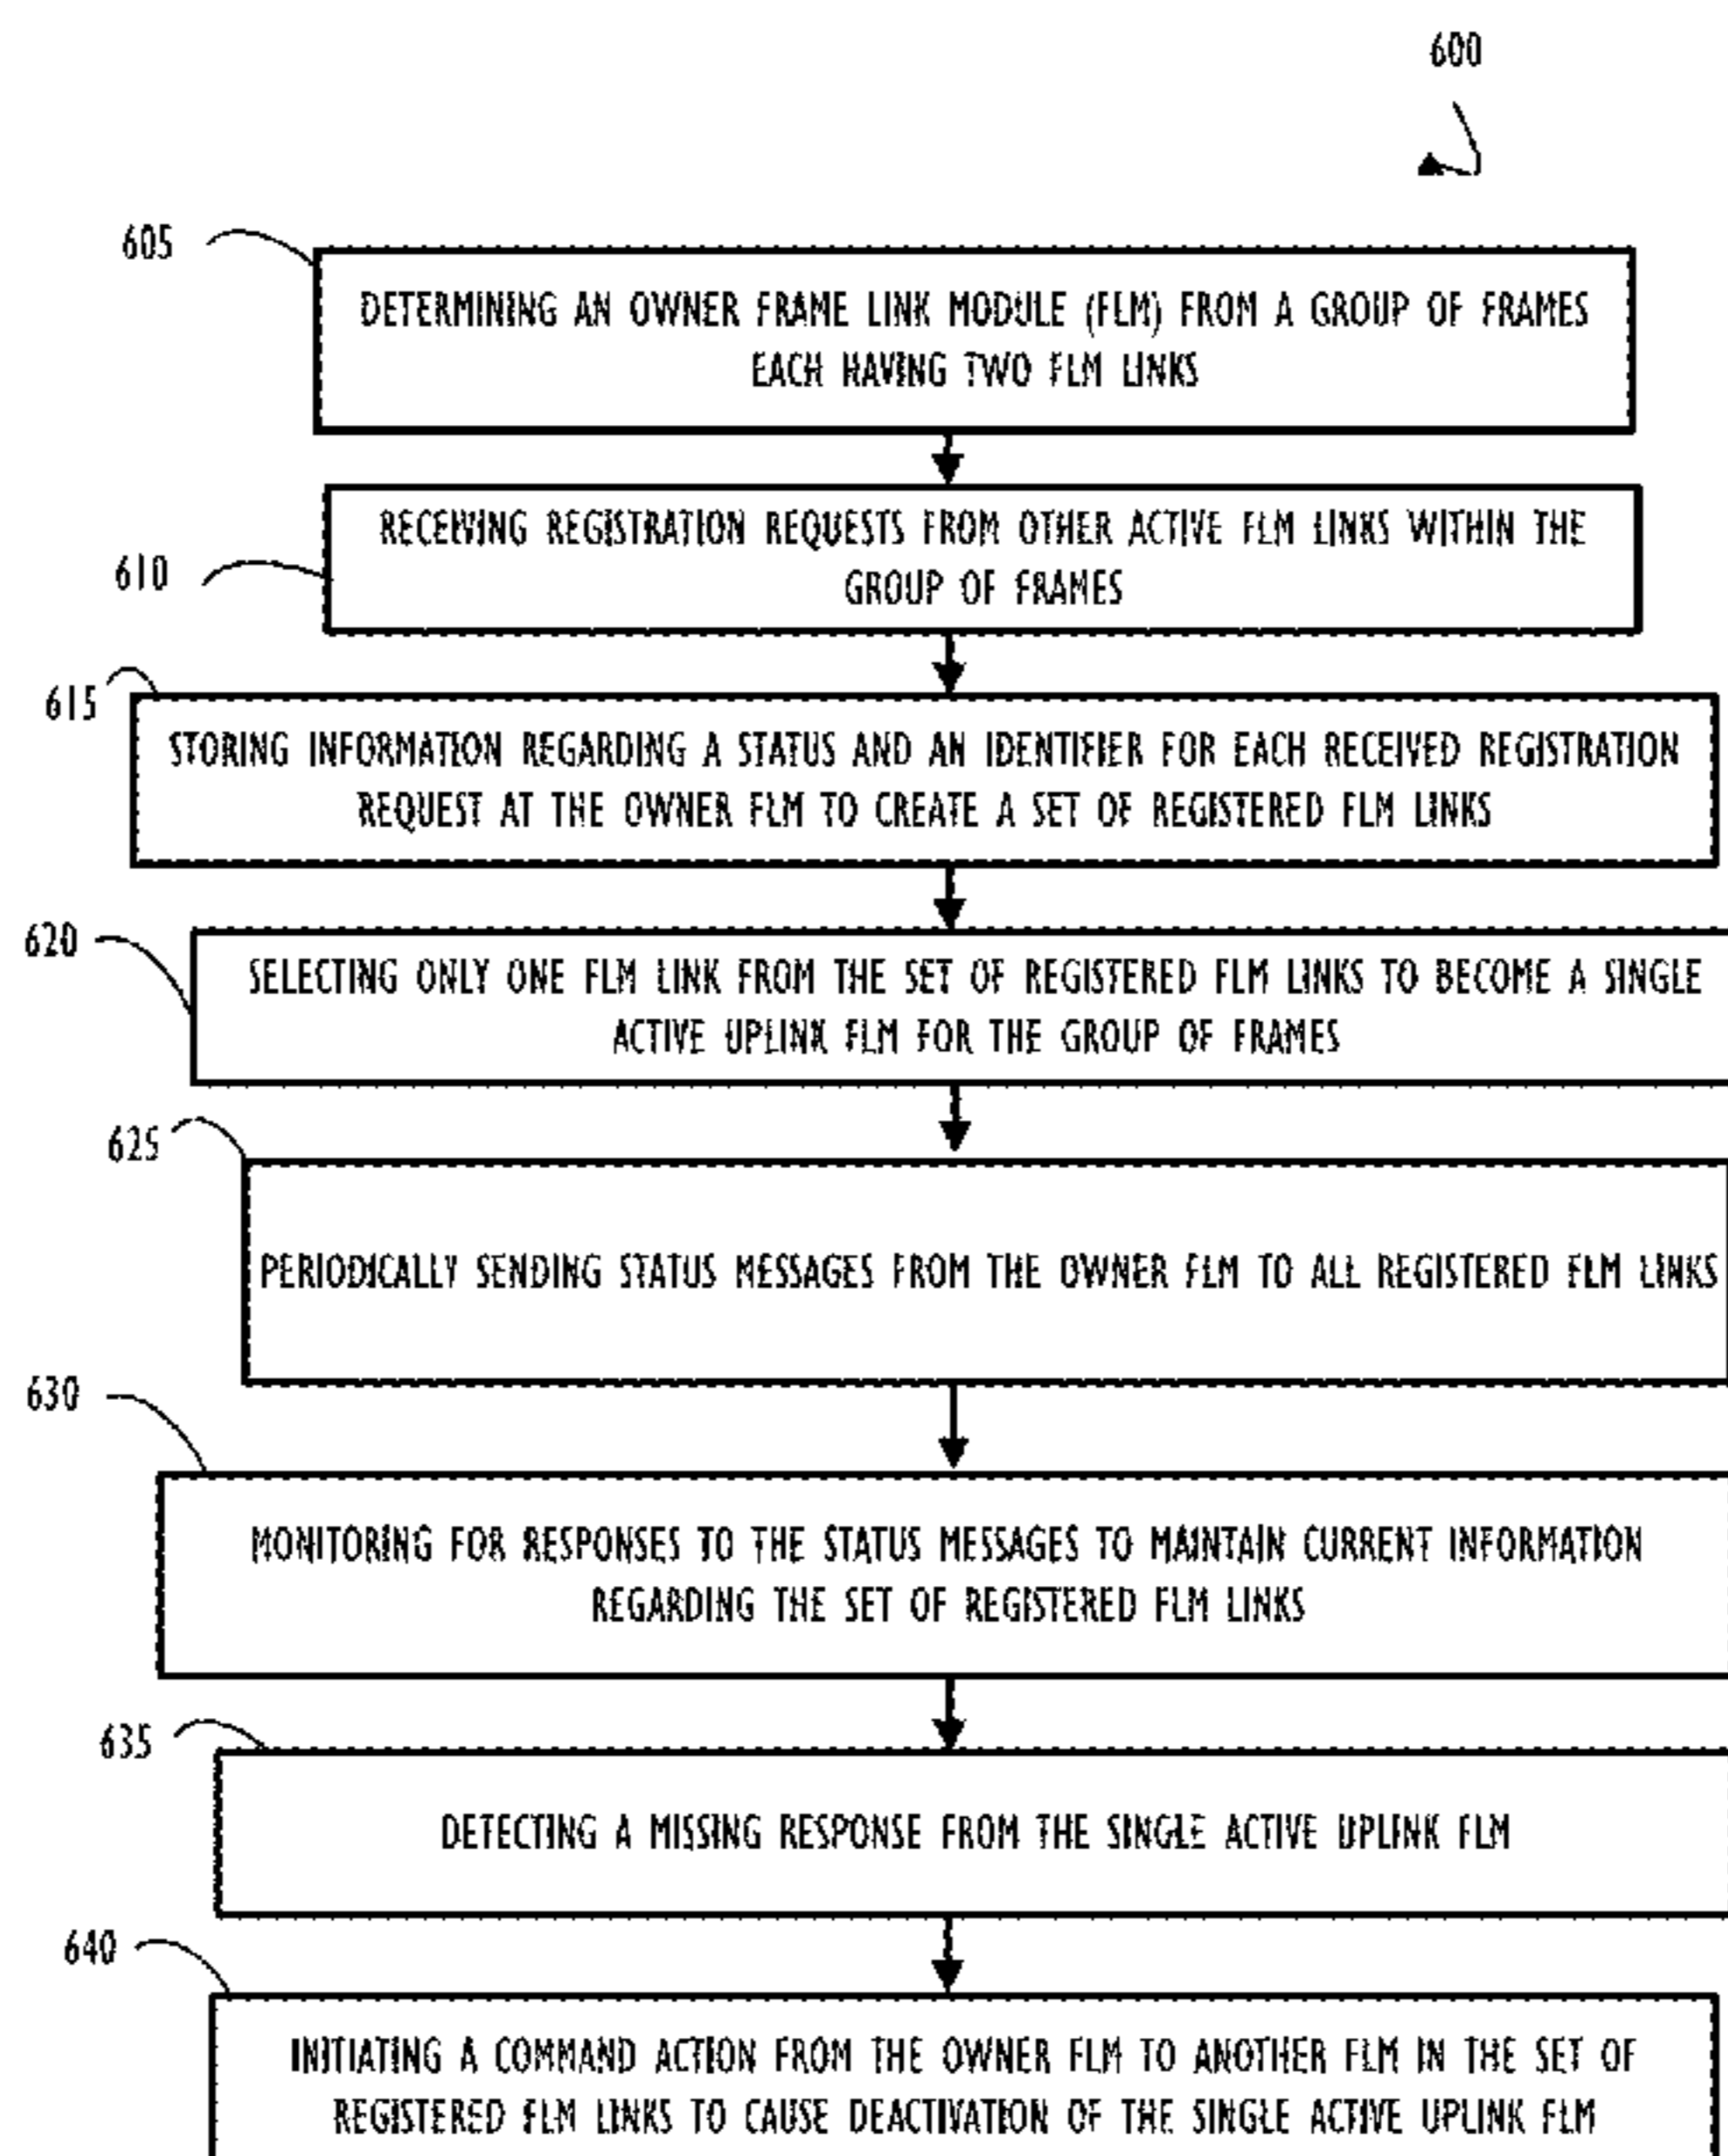 600
605
DETERMINING AN OWNER FRAME LINK MODULE (FLM) FROM A GROUP OF FRAMES
EACH HAVING TWO FLM LINKS
610
RECEIVING REGISTRATION REQUESTS FROM OTHER ACTIVE FLM LINKS WITHIN THE
GROUP OF FRAMES
615
STORING INFORMATION REGARDING A STATUS AND AN IDENTIFIER FOR EACH RECEIVED REGISTRATION
REQUEST AT THE OWNER FLM TO CREATE A SET OF REGISTERED FLM LINKS
620
SELECTING ONLY ONE FLM LINK FROM THE SET OF REGISTERED FLM LINKS TO BECOME A SINGLE
ACTIVE UPLINK FLM FOR THE GROUP OF FRAMES
625
PERIODICALLY SENDING STATUS MESSAGES FROM THE OWNER FLM TO ALL REGISTERED FLM LINKS
630
MONITORING FOR RESPONSES TO THE STATUS MESSAGES TO MAINTAIN CURRENT INFORMATION
REGARDING THE SET OF REGISTERED FLM LINKS
635
DETECTING A MISSING RESPONSE FROM THE SINGLE ACTIVE UPLINK FLM
640
INITIATING A COMMAND ACTION FROM THE OWNER FLM TO ANOTHER FLM IN THE SET OF
REGISTERED FLM LINKS TO CAUSE DEACTIVATION OF THE SINGLE ACTIVE UPLINK FLM